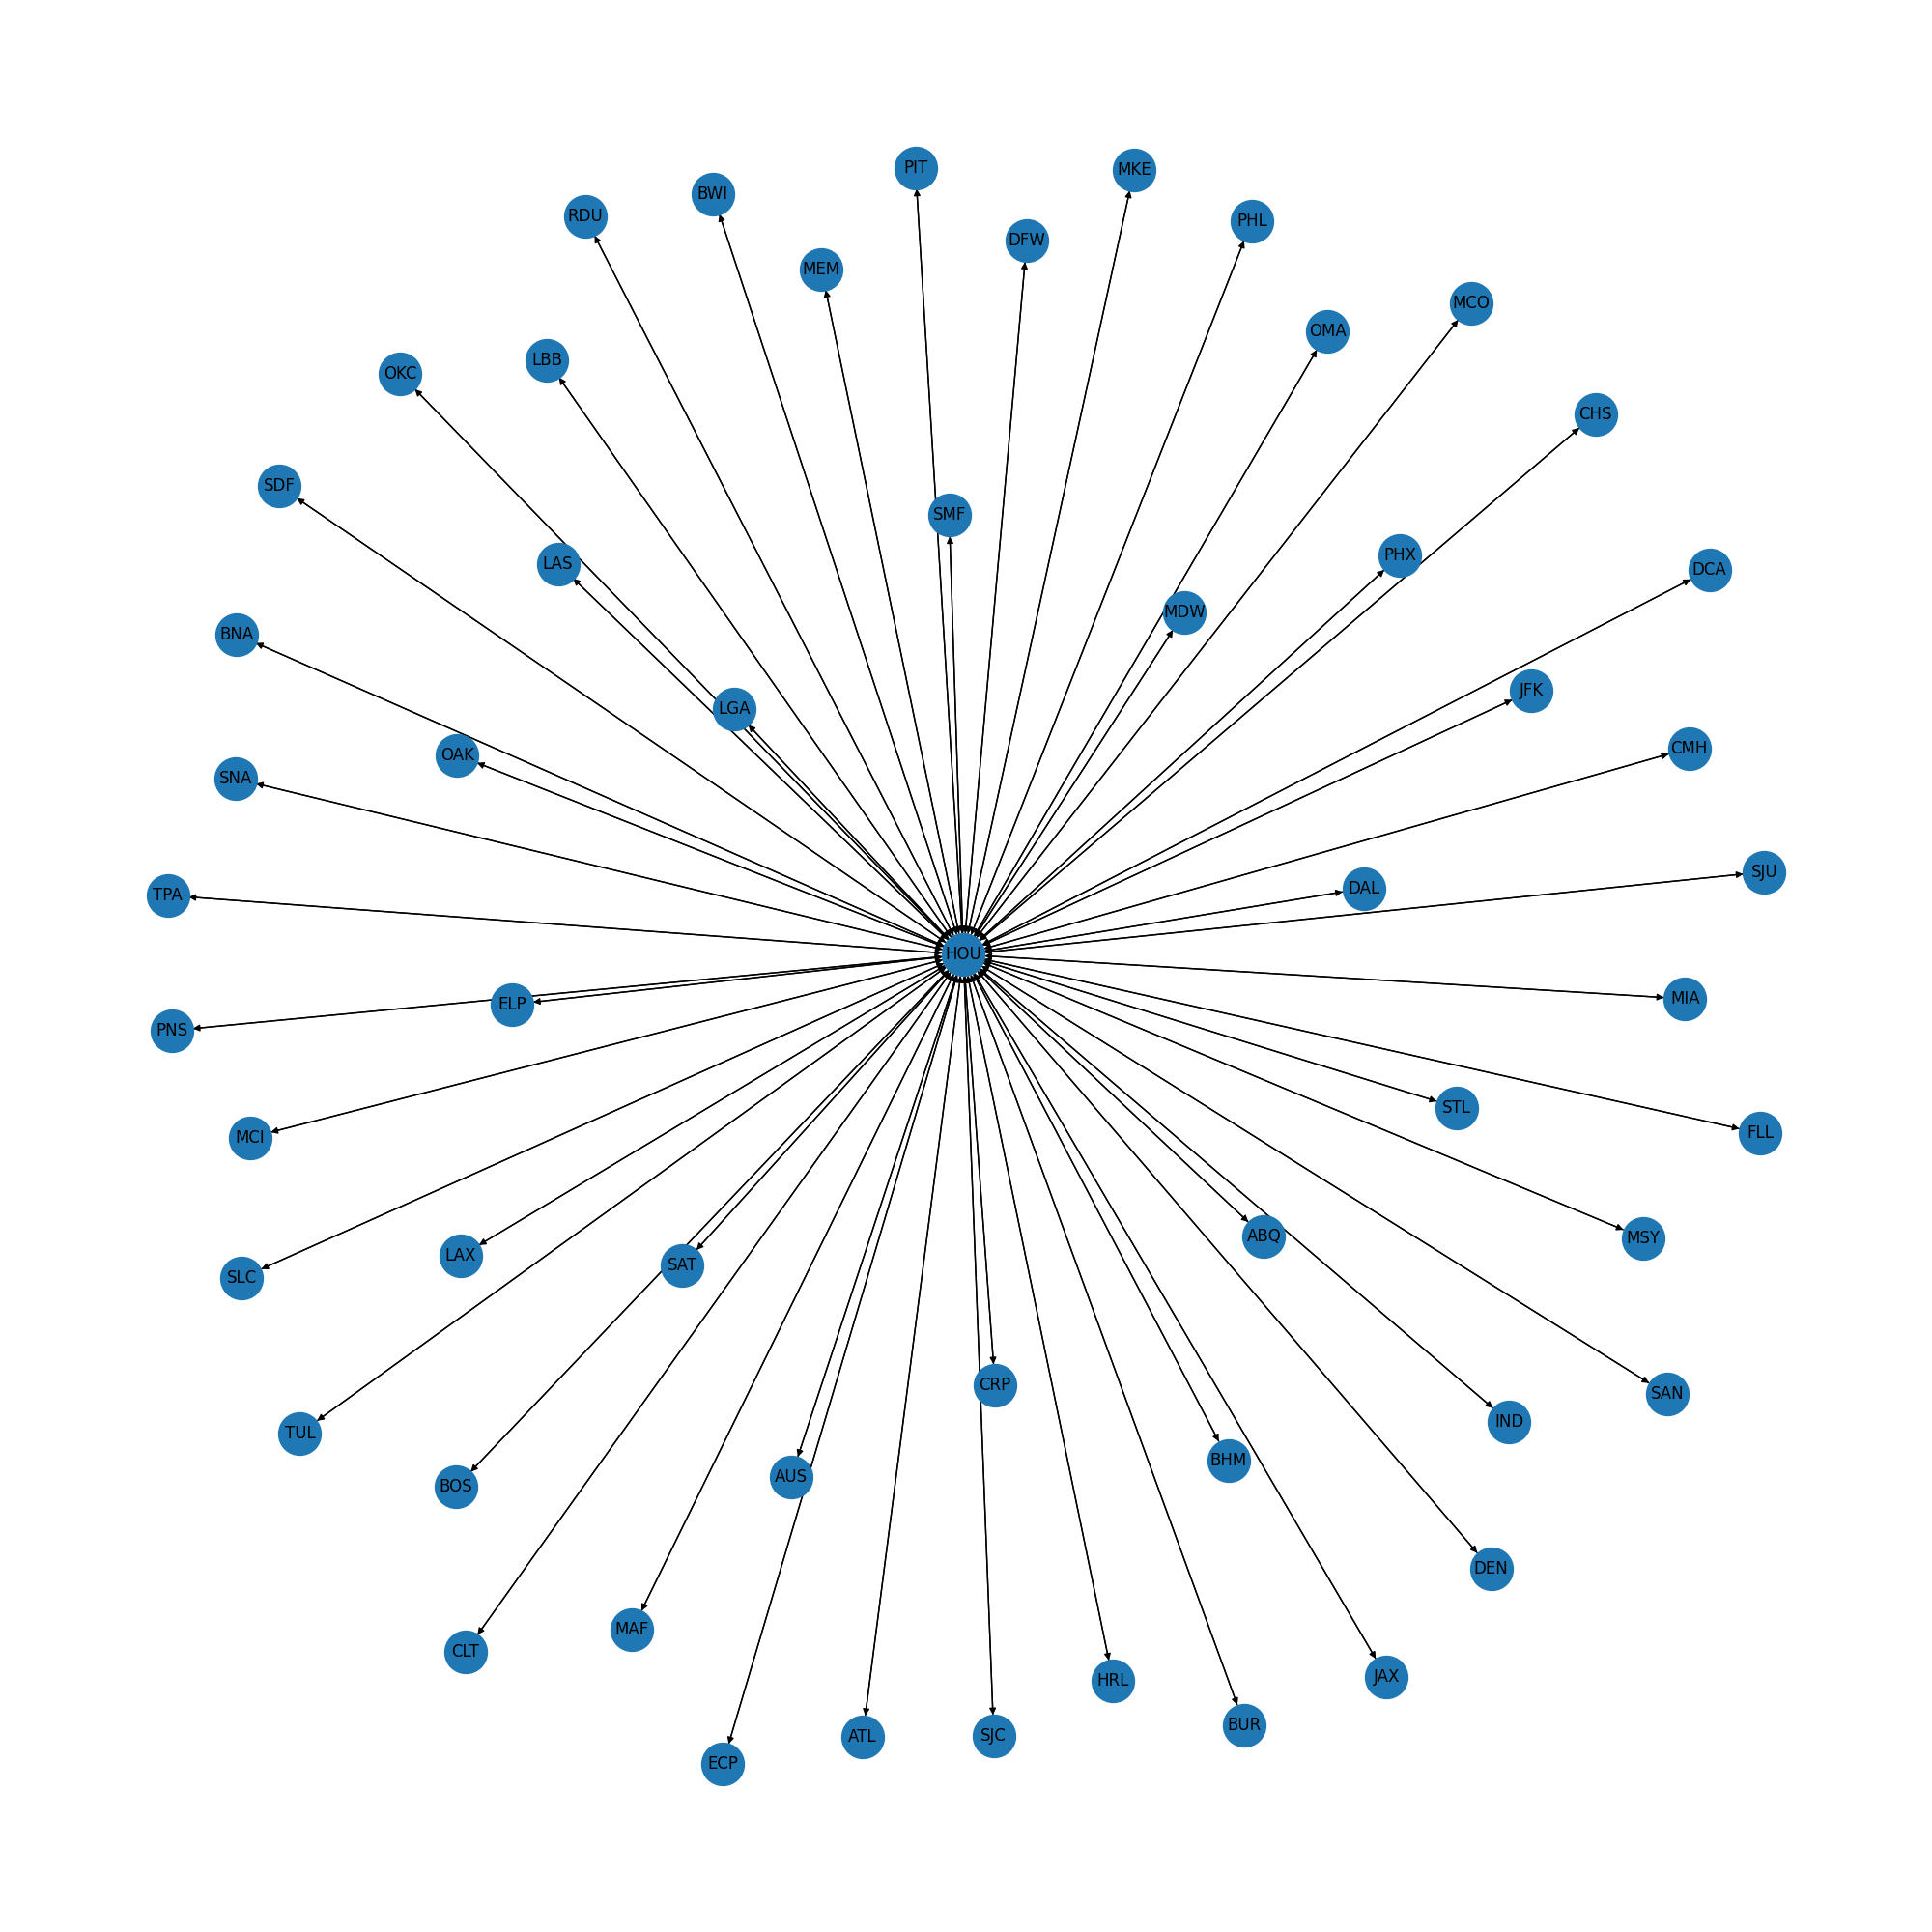 PIT
MKE
BWI
RDU
PHL
DFW
MEM
MCO
OMA
LBB
OKC
CHS
SDF
SMF
PHX
LAS
DCA
MDW
BNA
JFK
LGA
CMH
OAK
SNA
SJU
DAL
TPA
HOU
MIA
ELP
PNS
STL
FLL
MCI
ABQ
MSY
LAX
SAT
SLC
CRP
SAN
IND
TUL
BHM
AUS
BOS
DEN
MAF
CLT
JAX
HRL
BUR
SJC
ATL
ECP